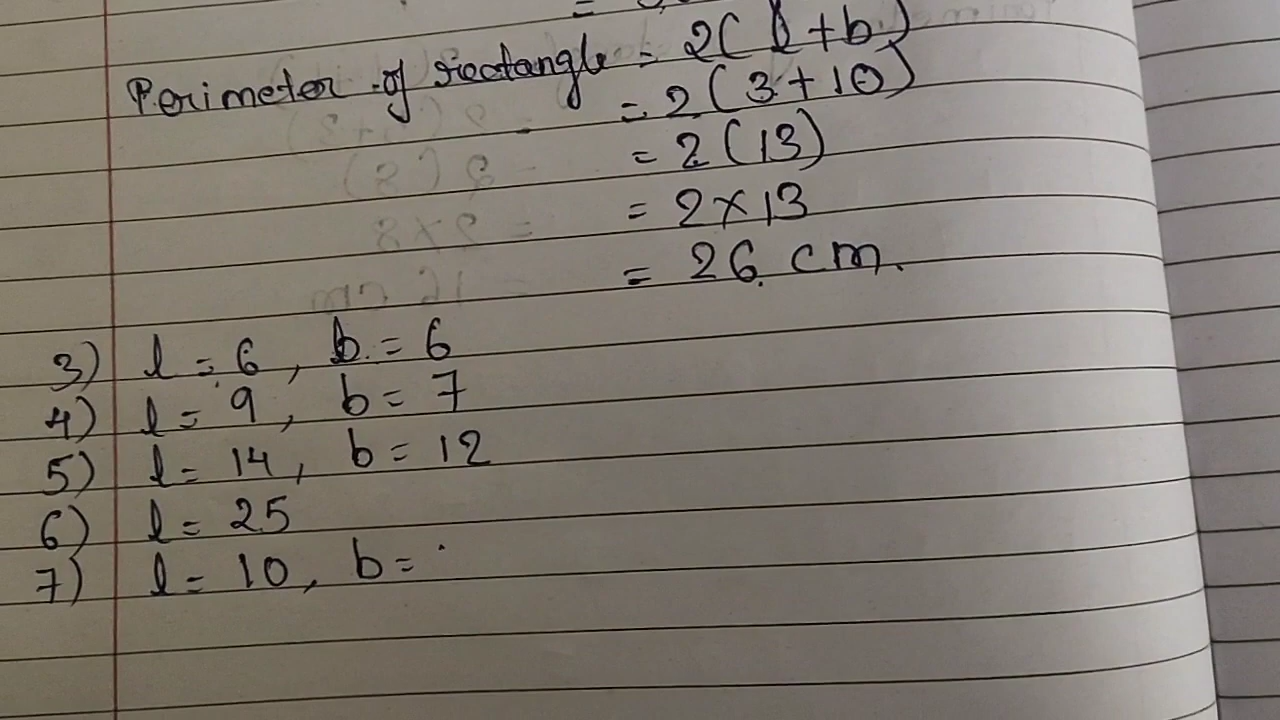 Perimeter of rectangle = 2(l+b)
= 2(3+10)
= 2(13)
= 2×13
= 26 cm.
3) l = 6, b = 6
4) l = 9, b = 7
5) l = 14, b = 12
6) l = 25
7) l = 10, b =